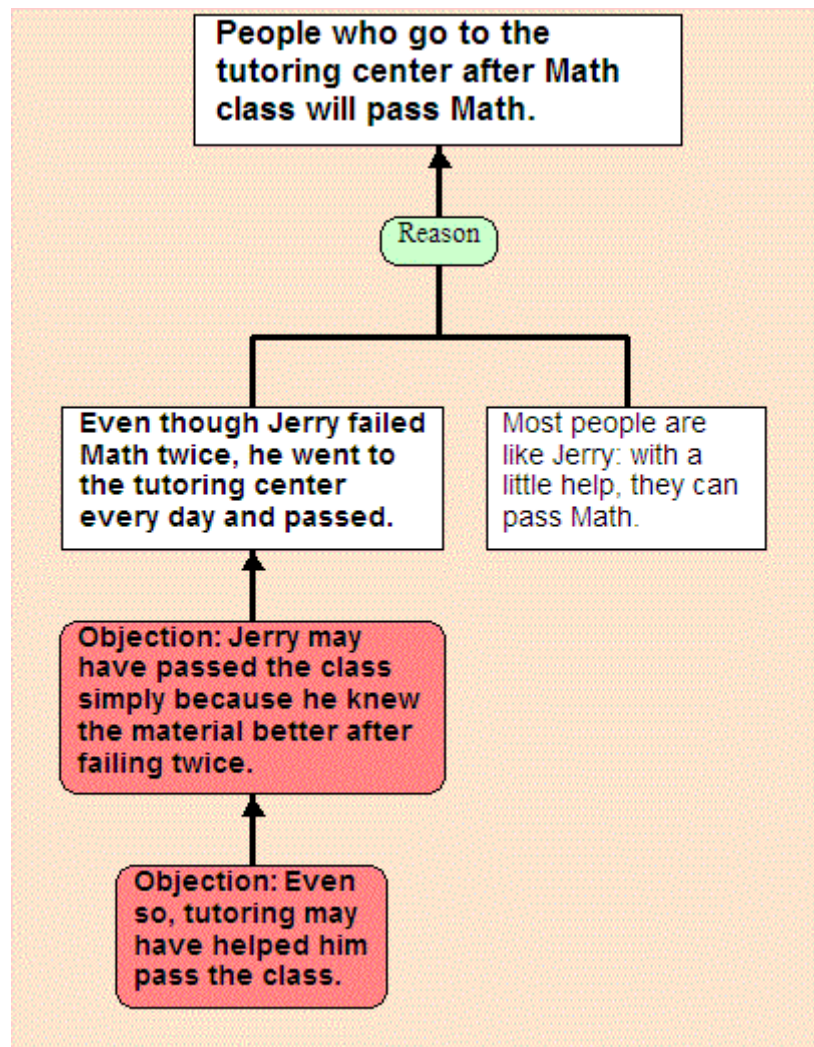 People who go to the
tutoring center after Math
class will pass Math.
Reason
Even though Jerry failed
Math twice, he went to
the tutoring center
every day and passed.
Most people are
like Jerry: with a
little help, they can
pass Math.
Objection: Jerry may
have passed the class
simply because he knew
the material better after
failing twice.
Objection: Even
so, tutoring may
have helped him
pass the class.